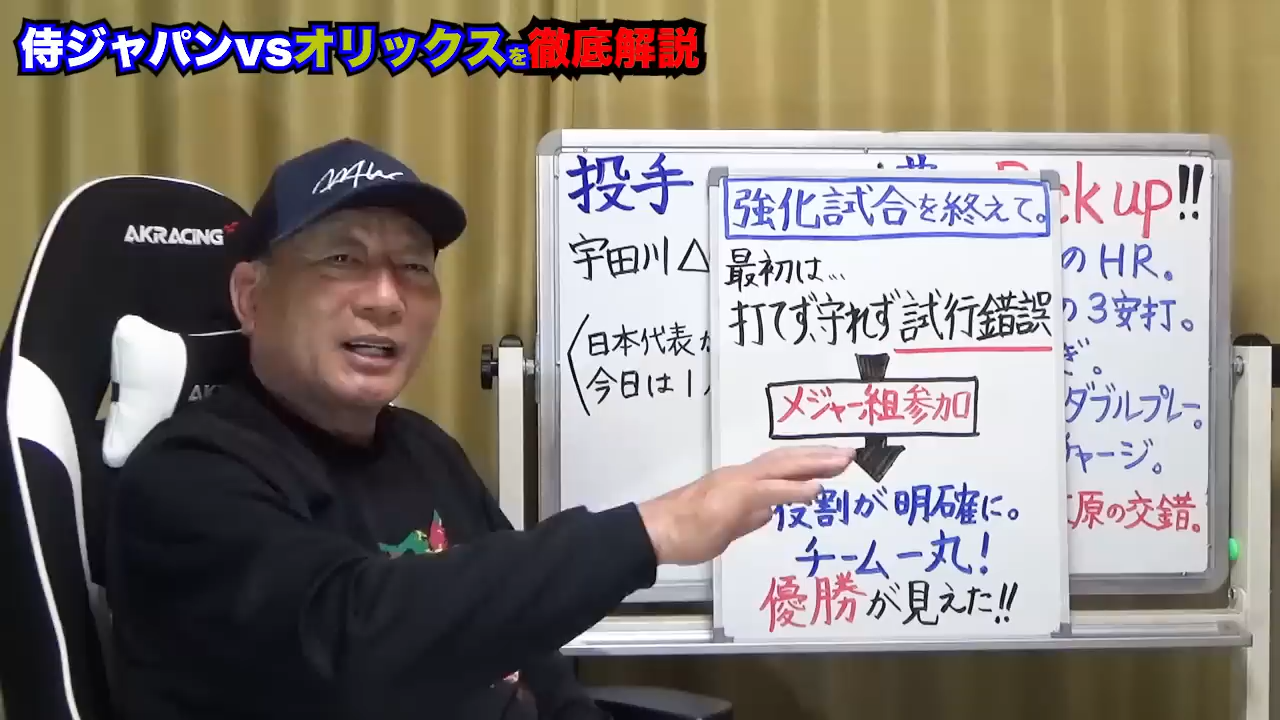 侍ジャパンvsオリックスを徹底解説
AKRACING
投手
ck up!!
宇田川△
のHR。
の3安打。
日本代表
ダブルプレー。
今日は1
チャージ。
原の交錯。
強化試合を終えて。
最初は...
打てず、守れず試行錯誤
メジャー組参加
役割が明確に。
チーム一丸!
優勝が見えた!!